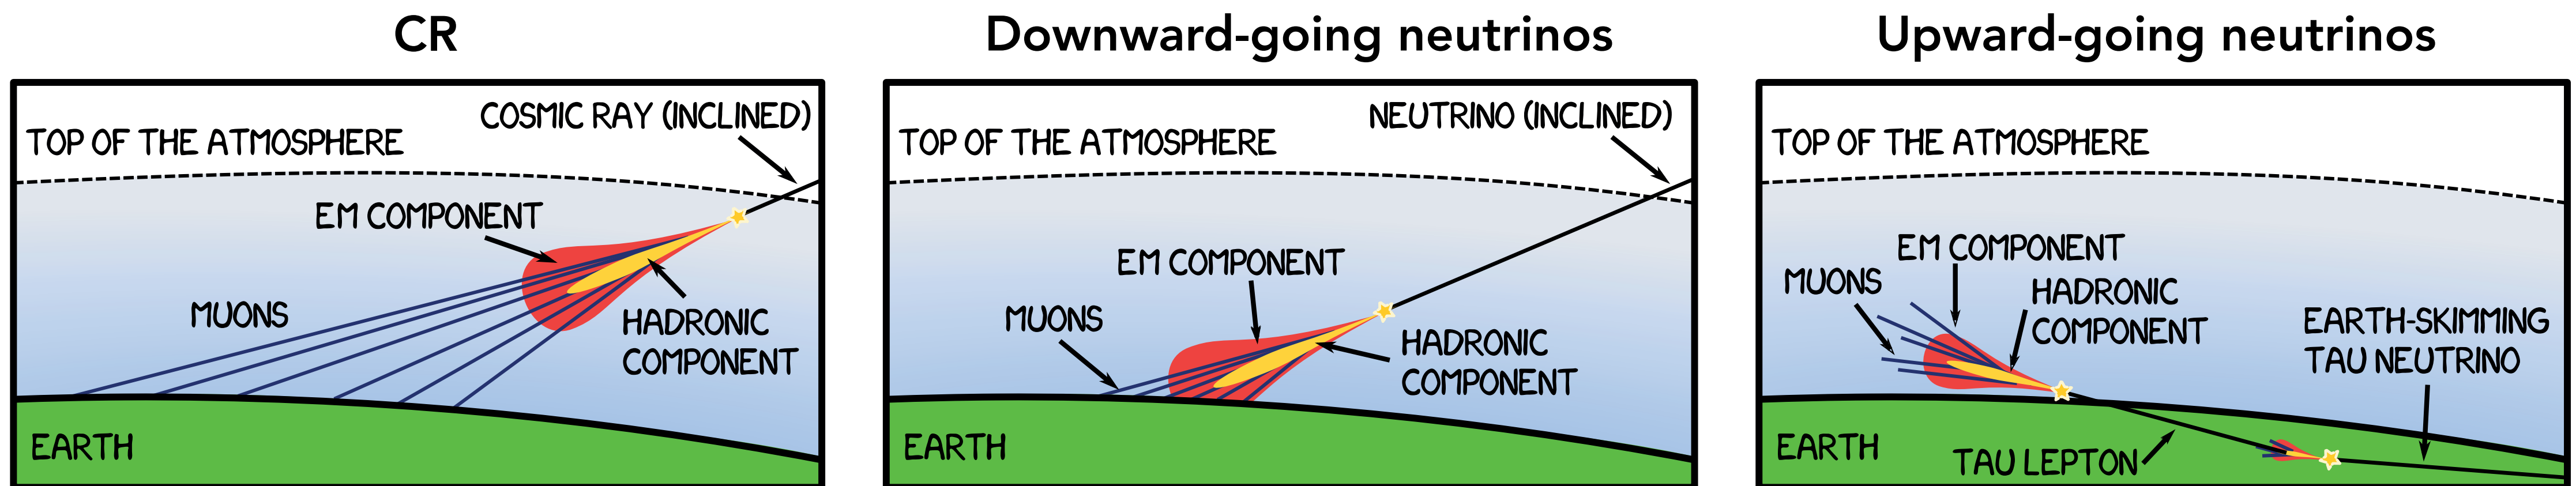 CR
COSMIC RAY (INCLINED)
TOP OF THE ATMOSPHERE
EM COMPONENT
MUONS
HADRONIC
COMPONENT
EARTH
Downward-going neutrinos
NEUTRINO (INCLINED)
TOP OF THE ATMOSPHERE
EM COMPONENT
MUONS
HADRONIC
COMPONENT
EARTH
Upward-going neutrinos
TOP OF THE ATMOSPHERE
EM COMPONENT
MUONS
HADRONIC
COMPONENT
EARTH-SKIMMING
TAU NEUTRINO
EARTH
TAU LEPTON